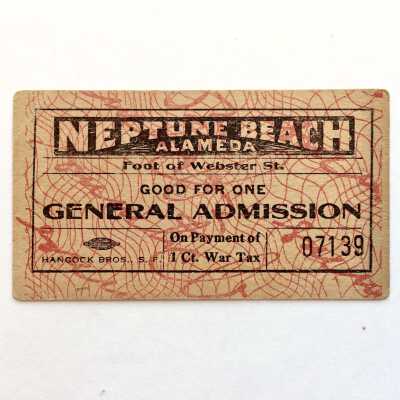 NEPTUNE BEACH
ALAMEDA
Foot of Webster St.
GOOD FOR ONE
GENERAL ADMISSION
On Payment of
1 Ct. War Tax
07139
HANCOCK BROS., S. F.